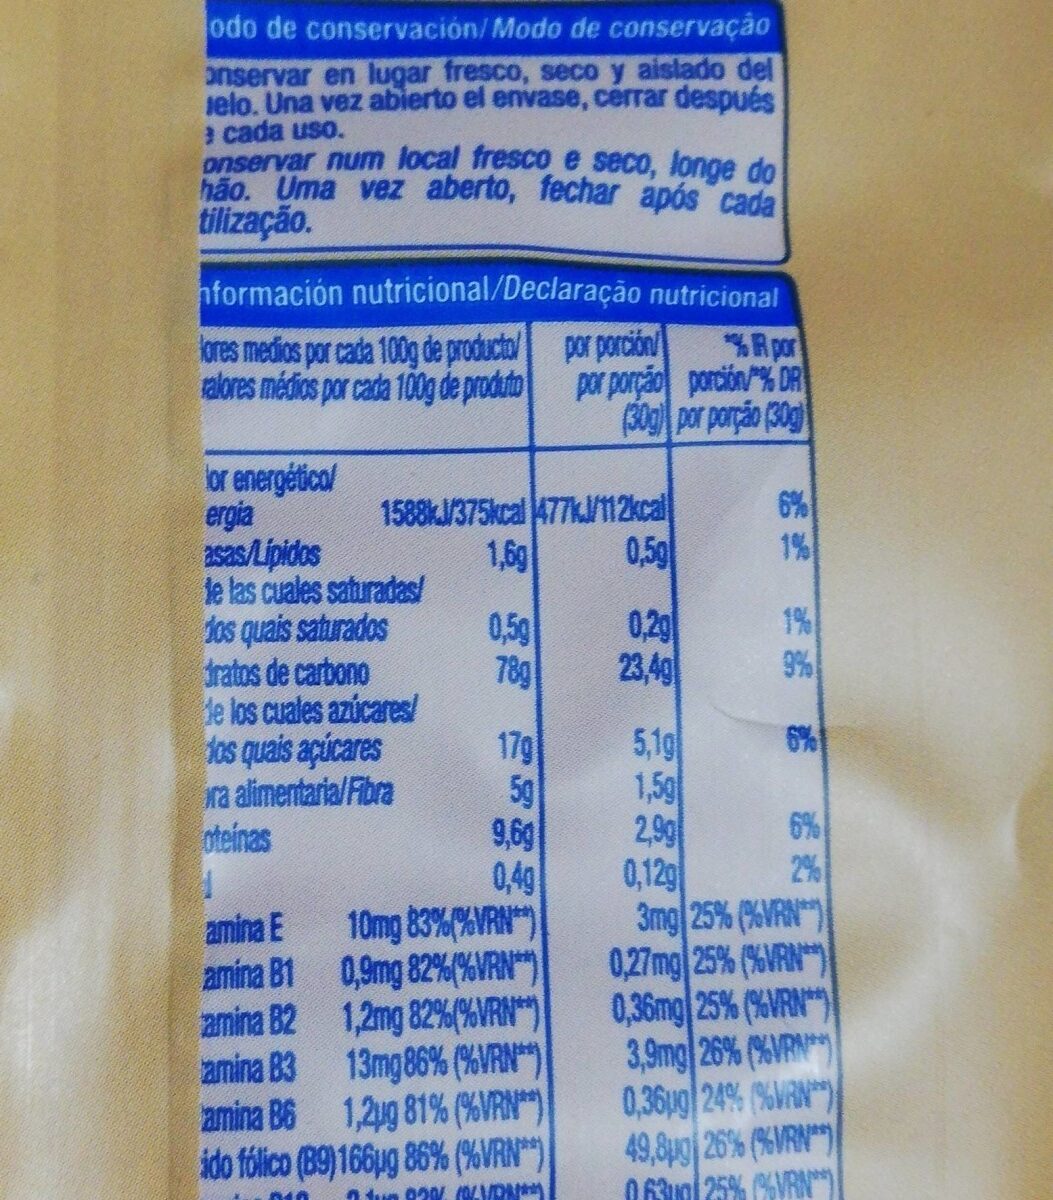 odo de conservación/Modo de conservação
onservar en lugar fresco, seco y aislado del
elo. Una vez abierto el envase, cerrar después
e cada uso.
onservar num local fresco e seco, longe do
hão. Uma vez aberto, fechar após cada
tilização.
nformación nutricional/Declaração nutricional
lores medios por cada 100g de producto/ por porción/ *% IR por
valores médios por cada 100g de produto por porção porción/*% DR
(30g) por porção (30g)
lor energético/
ergia 1588kJ/375kcal 477kJ/112kcal 6%
asas/Lípidos 1,6g 0,5g 1%
de las cuales saturadas/
dos quais saturados 0,5g 0,2g 1%
dratos de carbono 78g 23,4g 9%
de los cuales azúcares/
dos quais açúcares 17g 5,1g 6%
ra alimentaria/Fibra 5g 1,5g
oteínas 9,6g 2,9g 6%
l 0,4g 0,12g 2%
amina E 10mg 83%(%VRN**) 3mg 25% (%VRN**)
amina B1 0,9mg 82%(%VRN**) 0,27mg 25% (%VRN**)
amina B2 1,2mg 82%(%VRN**) 0,36mg 25% (%VRN**)
amina B3 13mg 86% (%VRN**) 3,9mg 26% (%VRN**)
amina B6 1,2µg 81% (%VRN**) 0,36µg 24% (%VRN**)
ido fólico (B9) 166µg 86% (%VRN**) 49,8µg 26% (%VRN**)
0,63µg 25% (%VRN**)